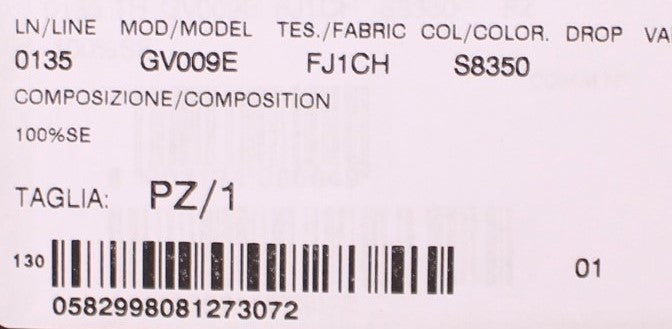 LN/LINE MOD/MODEL TES./FABRIC COL/COLOR. DROP
0135 GV009E FJ1CH S8350
COMPOSIZIONE/COMPOSITION
100%SE
TAGLIA: PZ/1
130 01
0582998081273072